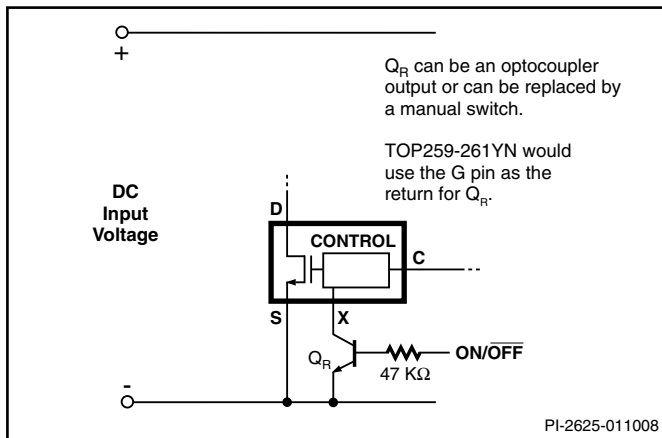 +
Q_R can be an optocoupler
output or can be replaced by
a manual switch.
TOP259-261YN would
use the G pin as the
return for Q_R.
DC
Input
Voltage
D
CONTROL
C
S
X
Q_R
47 KΩ
ON/O̅F̅F̅
-
PI-2625-011008